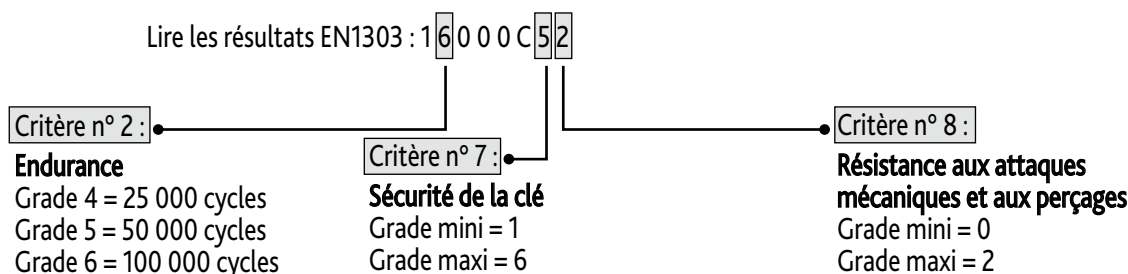 Lire les résultats EN1303 : 1 6 0 0 0 C 5 2
Critère n° 2 :
Endurance
Grade 4 = 25 000 cycles
Grade 5 = 50 000 cycles
Grade 6 = 100 000 cycles
Critère n° 7 :
Sécurité de la clé
Grade mini = 1
Grade maxi = 6
Critère n° 8 :
Résistance aux attaques
mécaniques et aux perçages
Grade mini = 0
Grade maxi = 2